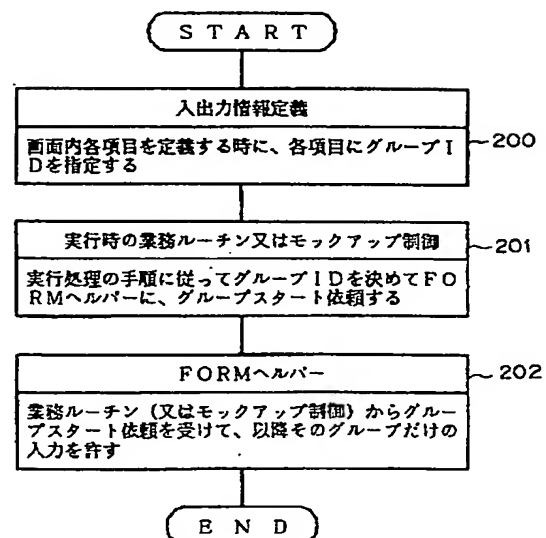 START
入出力情報定義
画面内各項目を定義する時に、各項目にグループI
Dを指定する
200
実行時の業務ルーチン又はモックアップ制御
201
実行処理の手順に従ってグループIDを決めてFO
RMヘルパーに、グループスタート依頼する
FORMヘルパー
202
業務ルーチン(又はモックアップ制御)からグルー
プスタート依頼を受けて、以降そのグループだけの
入力を許す
END